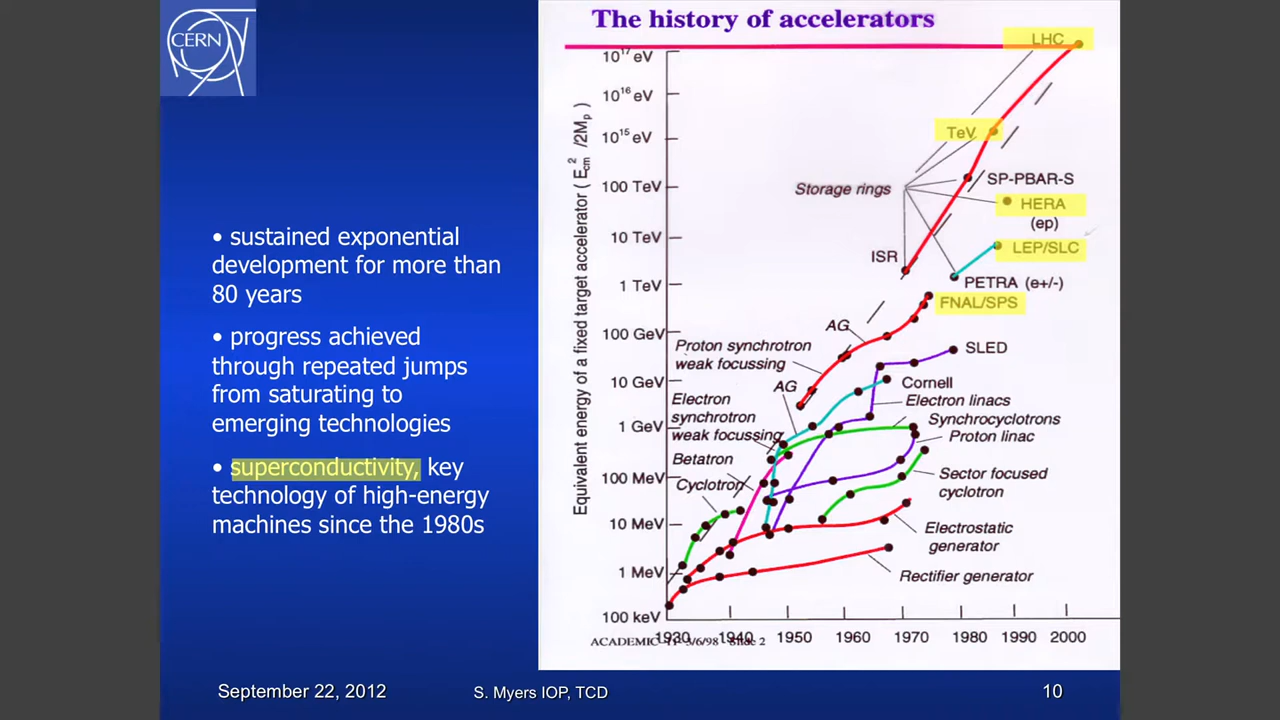 CERN
The history of accelerators
• sustained exponential
development for more than
80 years
• progress achieved
through repeated jumps
from saturating to
emerging technologies
• superconductivity, key
technology of high-energy
machines since the 1980s
Equivalent energy of a fixed target accelerator ( Ecm² /2Mp )
10¹⁷ eV
10¹⁶ eV
10¹⁵ eV
100 TeV
10 TeV
1 TeV
100 GeV
10 GeV
1 GeV
100 MeV
10 MeV
1 MeV
100 keV
LHC
TeV
SP-PBAR-S
Storage rings
HERA
(ep)
LEP/SLC
ISR
PETRA (e+/-)
FNAL/SPS
AG
Proton synchrotron
weak focussing
SLED
AG
Cornell
Electron
synchrotron
weak focussing
Electron linacs
Synchrocyclotrons
Proton linac
Betatron
Cyclotron
Sector focused
cyclotron
Electrostatic
generator
Rectifier generator
1930 1940 1950 1960 1970 1980 1990 2000
ACADEMIC Slide 2
September 22, 2012
S. Myers IOP, TCD
10